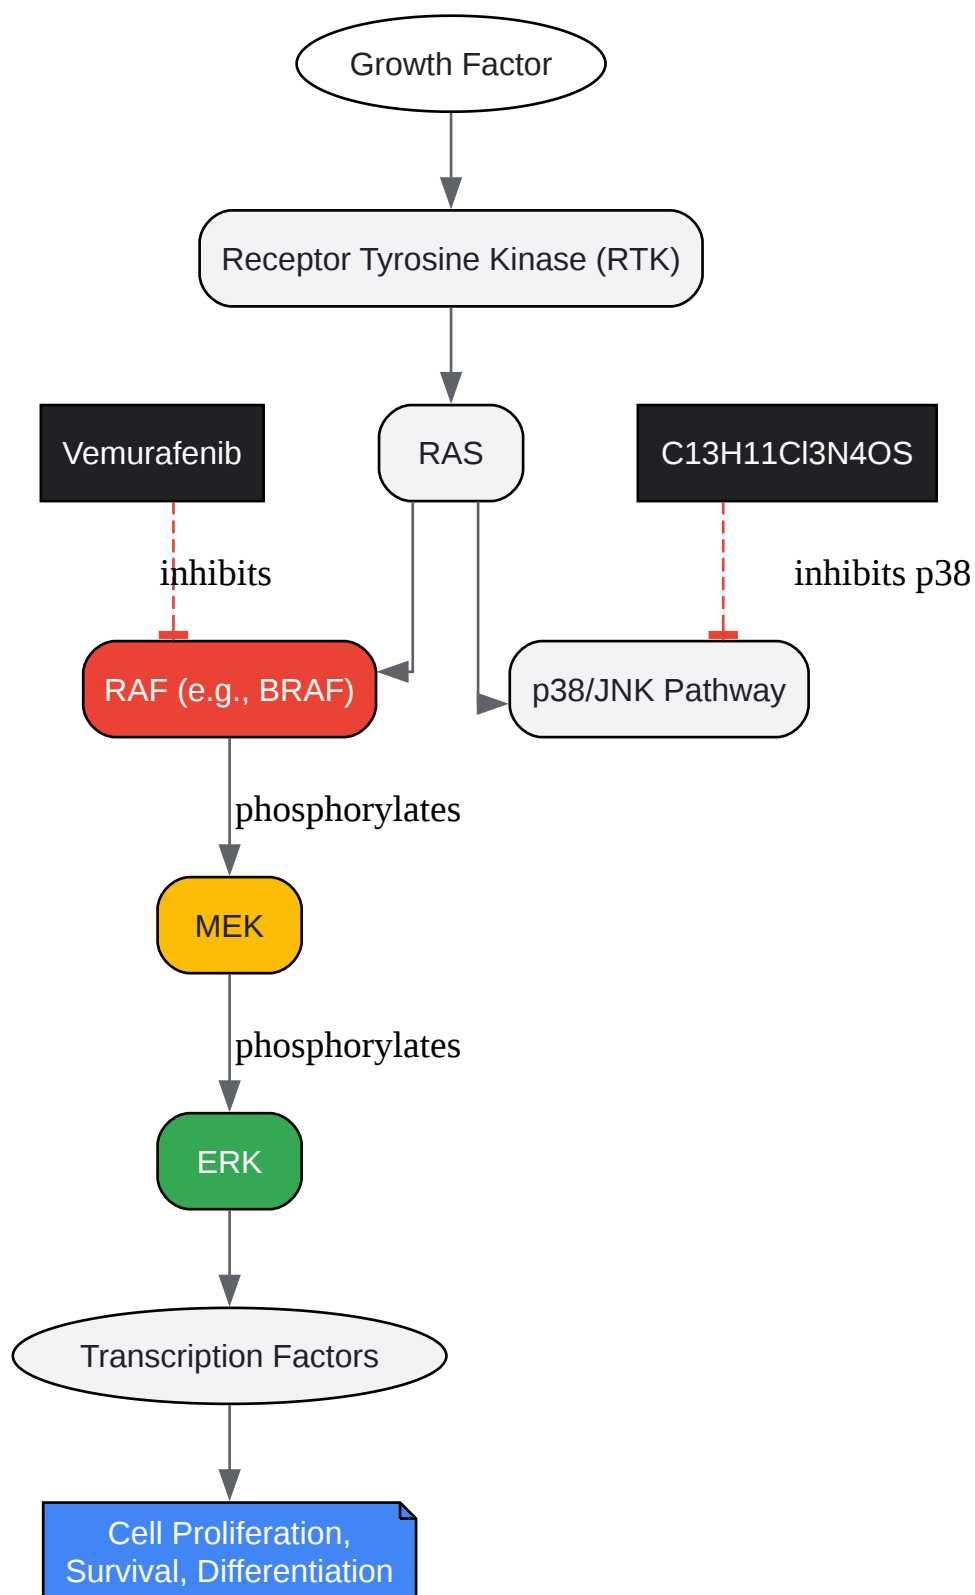 Growth Factor
Receptor Tyrosine Kinase (RTK)
Vemurafenib
RAS
C13H11Cl3N4OS
inhibits
inhibits p38
RAF (e.g., BRAF)
p38/JNK Pathway
phosphorylates
MEK
phosphorylates
ERK
Transcription Factors
Cell Proliferation,
Survival, Differentiation